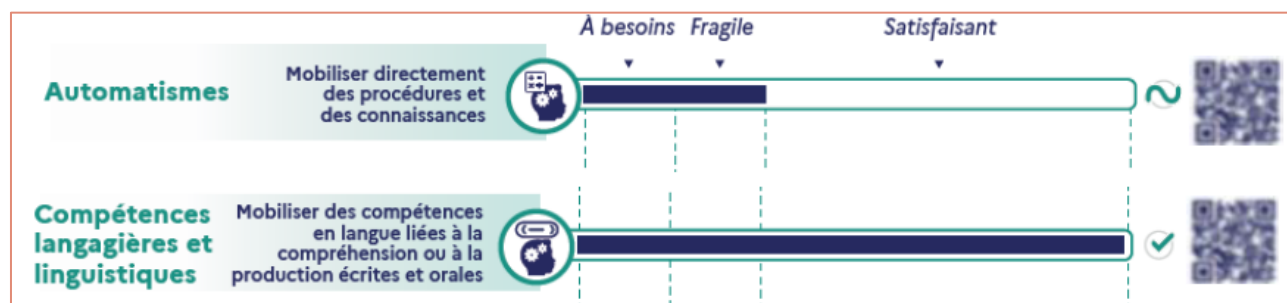 À besoins Fragile Satisfaisant
Automatismes
Mobiliser directement
des procédures et
des connaissances
Compétences
langagières et
linguistiques
Mobiliser des compétences
en langue liées à la
compréhension ou à la
production écrites et orales